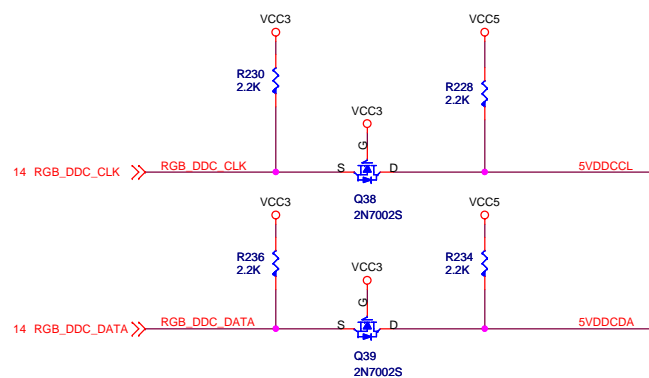 VCC3 VCC5
R230
2.2K
R228
2.2K
VCC3
G
14 RGB_DDC_CLK RGB_DDC_CLK S D 5VDDCCL
Q38
2N7002S
VCC3 VCC5
R236
2.2K
R234
2.2K
VCC3
G
14 RGB_DDC_DATA RGB_DDC_DATA S D 5VDDCDA
Q39
2N7002S